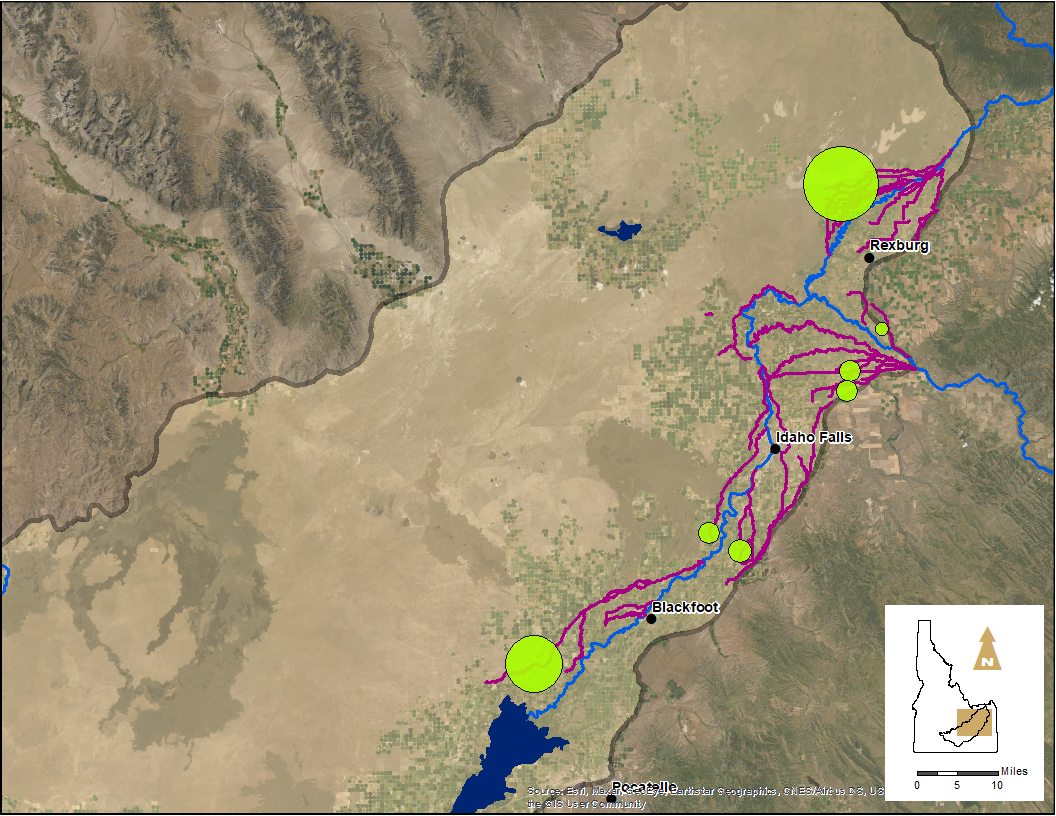 Rexburg
Idaho Falls
Blackfoot
N
Miles
0 5 10
Pocatello
Source: Esri, Maxar, GeoEye, Earthstar Geographics, CNES/Airbus DS, US
the GIS User Community